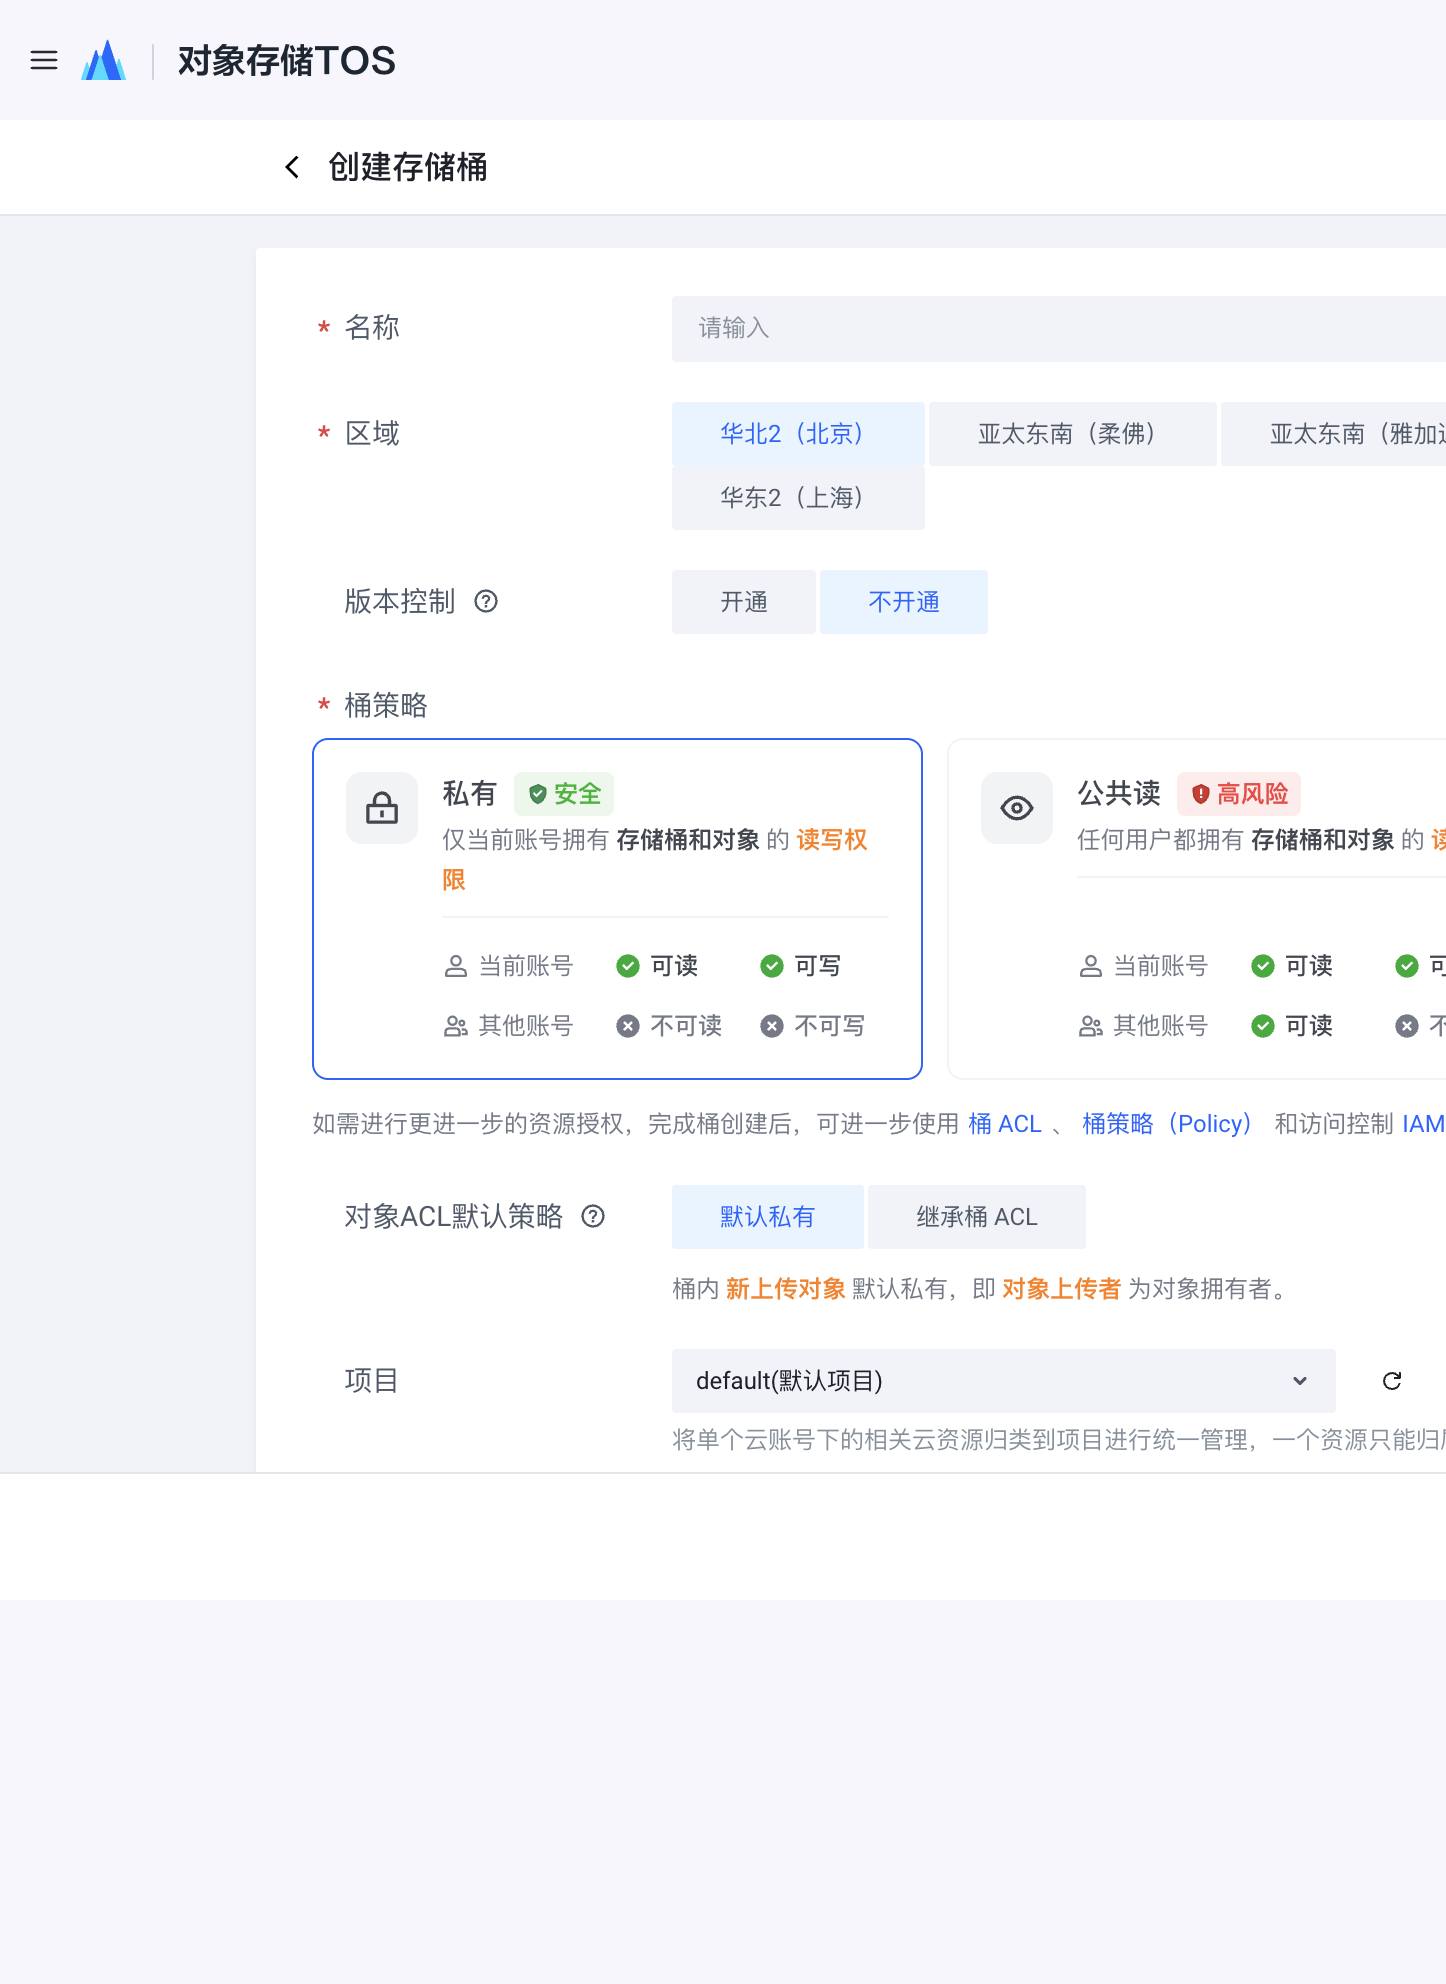 对象存储TOS
创建存储桶
* 名称
请输入
* 区域
华北2（北京） 亚太东南（柔佛） 亚太东南（雅加
华东2（上海）
版本控制
开通 不开通
* 桶策略
私有 安全
仅当前账号拥有 存储桶和对象 的 读写权
限
当前账号 可读 可写
其他账号 不可读 不可写
公共读 高风险
任何用户都拥有 存储桶和对象 的
当前账号 可读
其他账号 可读
如需进行更进一步的资源授权，完成桶创建后，可进一步使用 桶 ACL 、 桶策略（Policy） 和访问控制 IAM
对象ACL默认策略
默认私有 继承桶 ACL
桶内 新上传对象 默认私有，即 对象上传者 为对象拥有者。
项目
default(默认项目)
将单个云账号下的相关云资源归类到项目进行统一管理，一个资源只能归